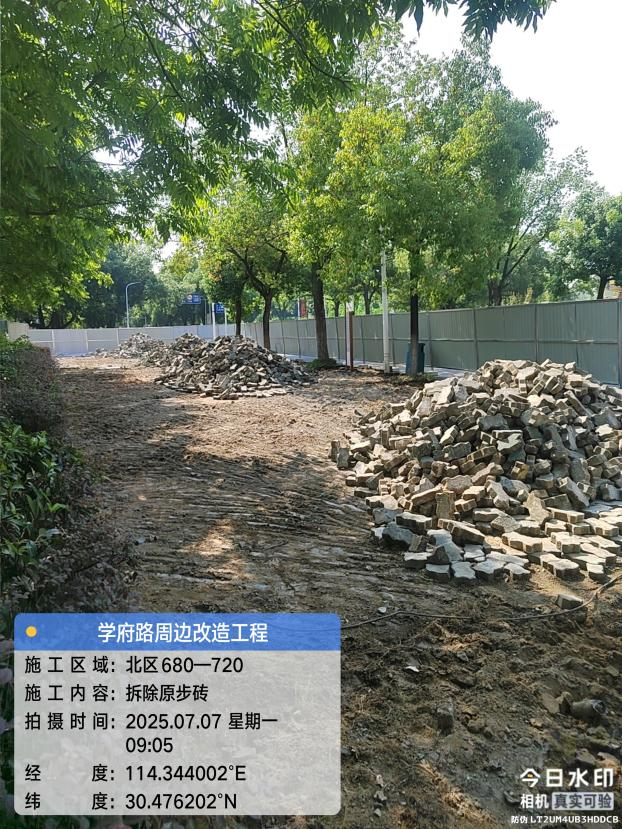 学府路周边改造工程
施工区域：北区680—720
施工内容：拆除原步砖
拍摄时间：2025.07.07 星期一
09:05
经度：114.344002°E
纬度：30.476202°N
今日水印
相机 真实可验
防伪 LT2UM4UB3HDDCB